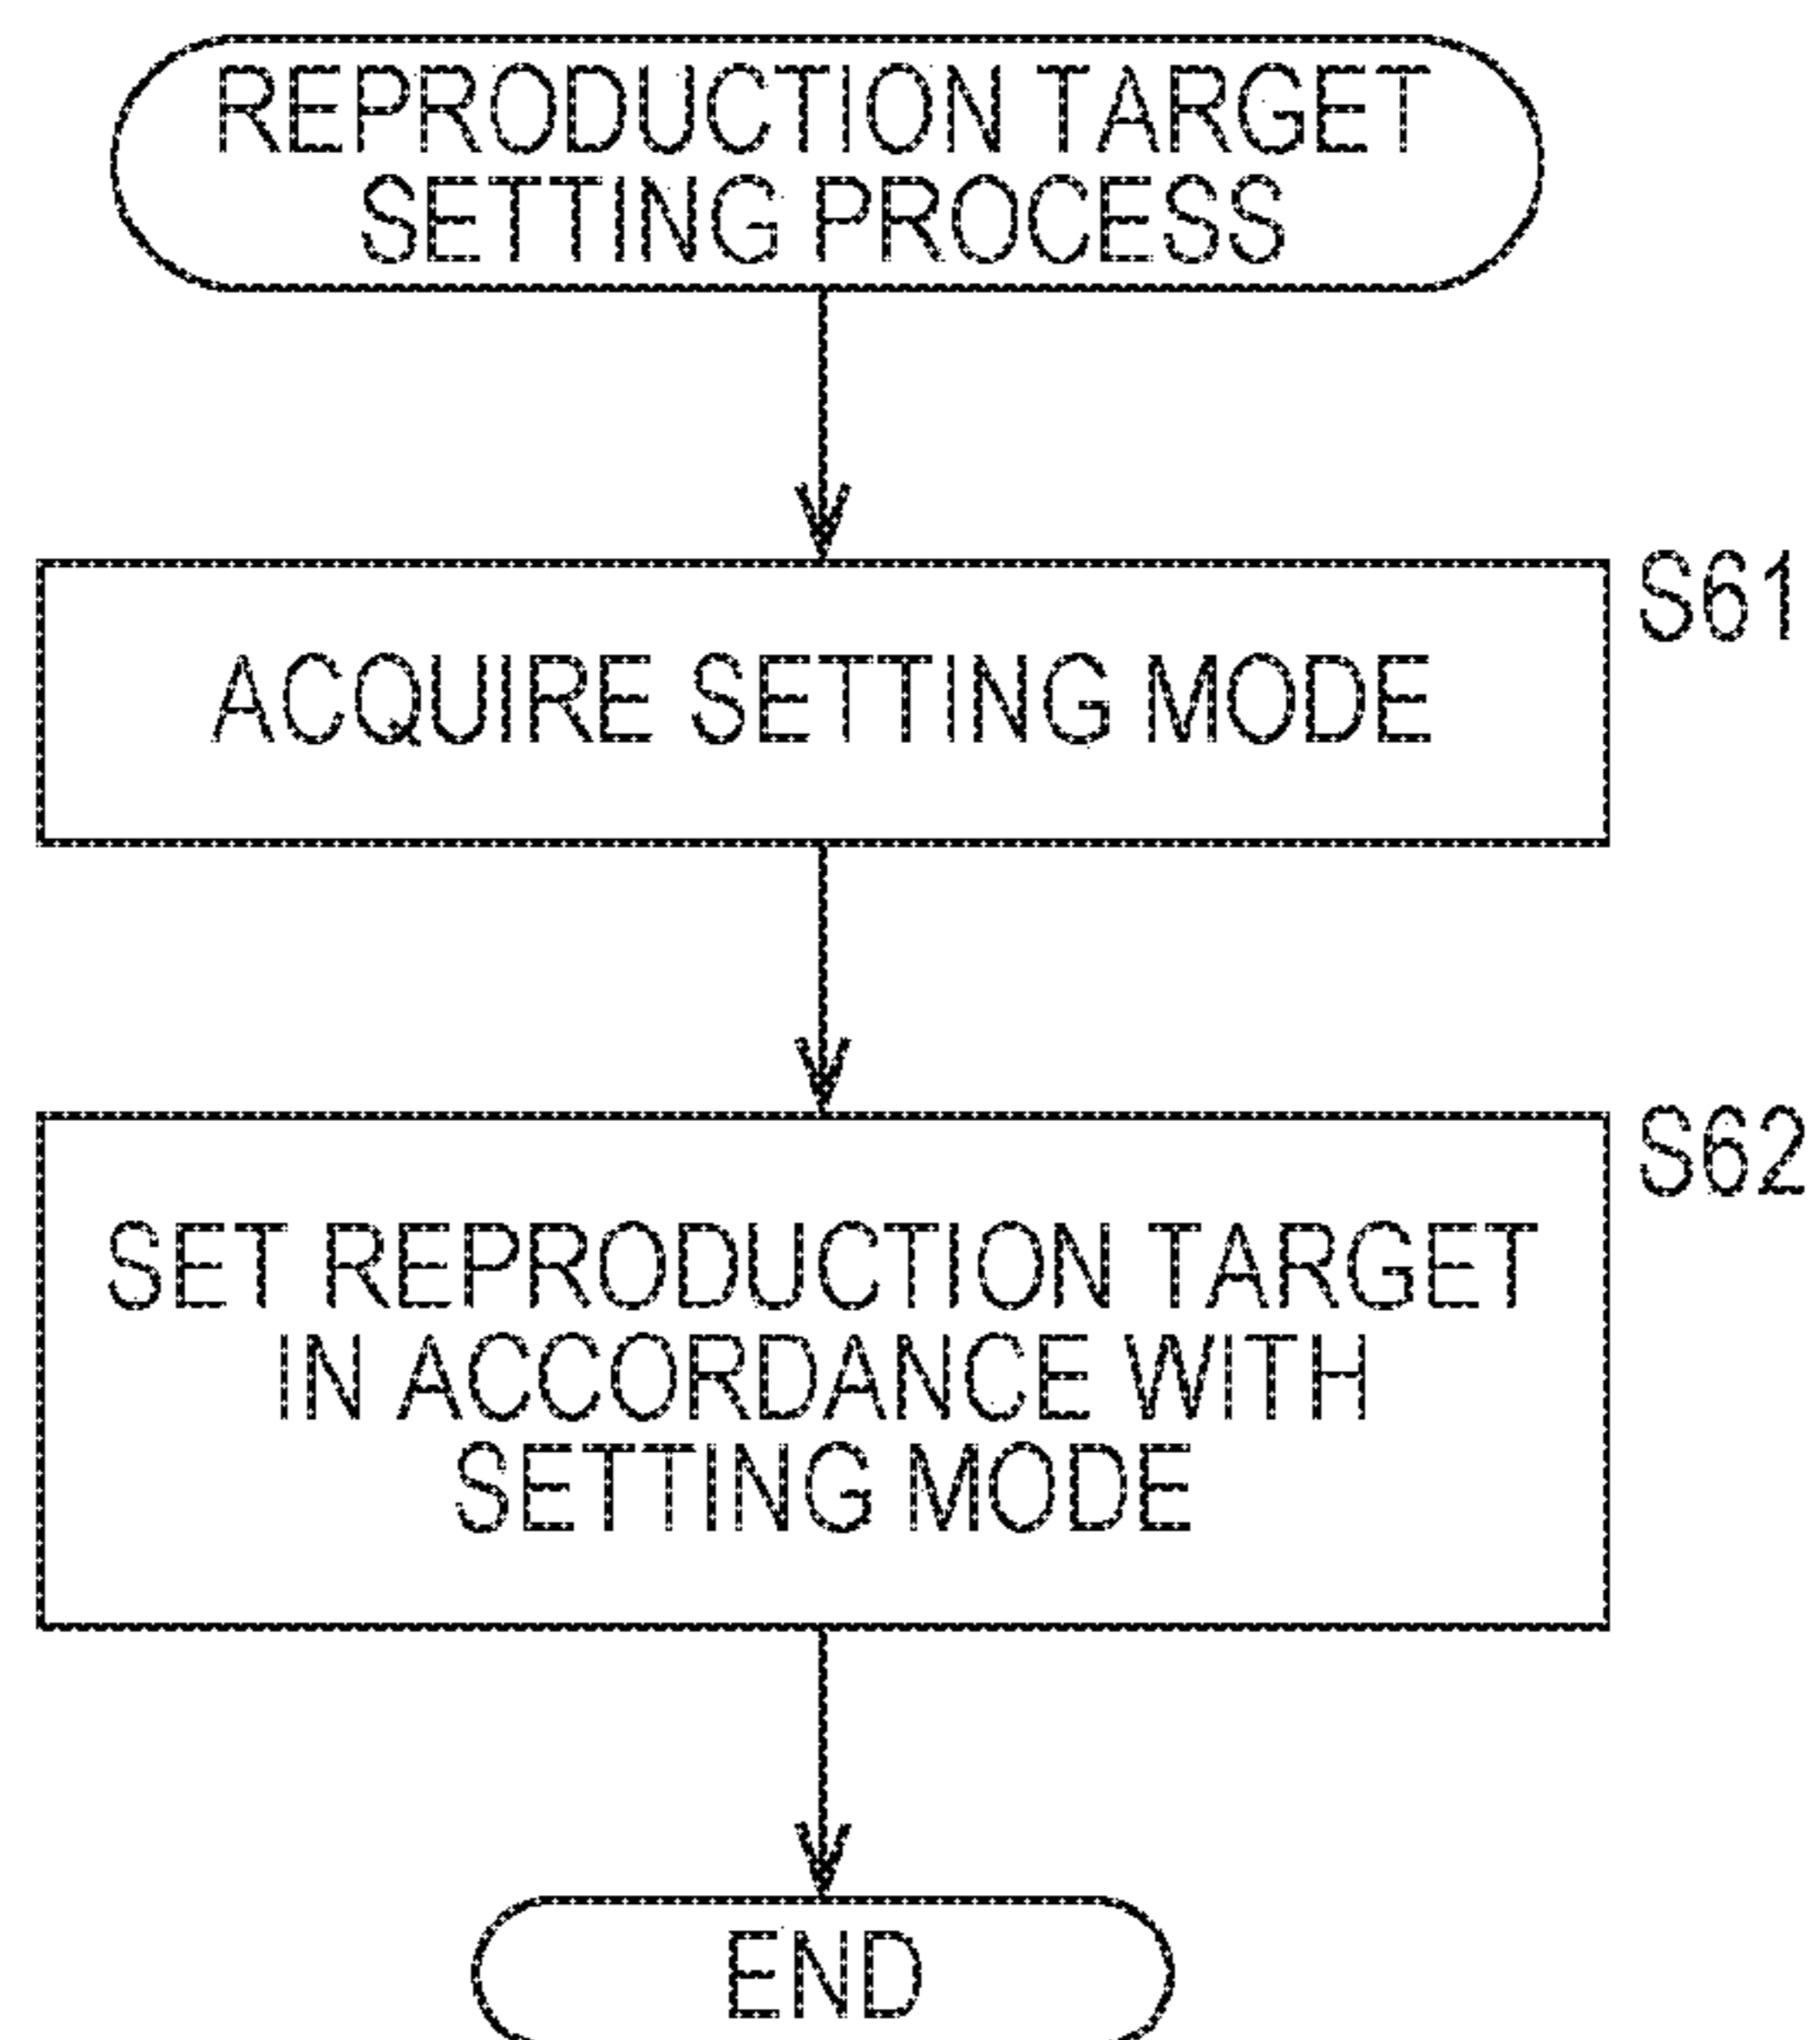 REPRODUCTION TARGET
SETTING PROCESS
S61
ACQUIRE SETTING MODE
S62
SET REPRODUCTION TARGET
IN ACCORDANCE WITH
SETTING MODE
END